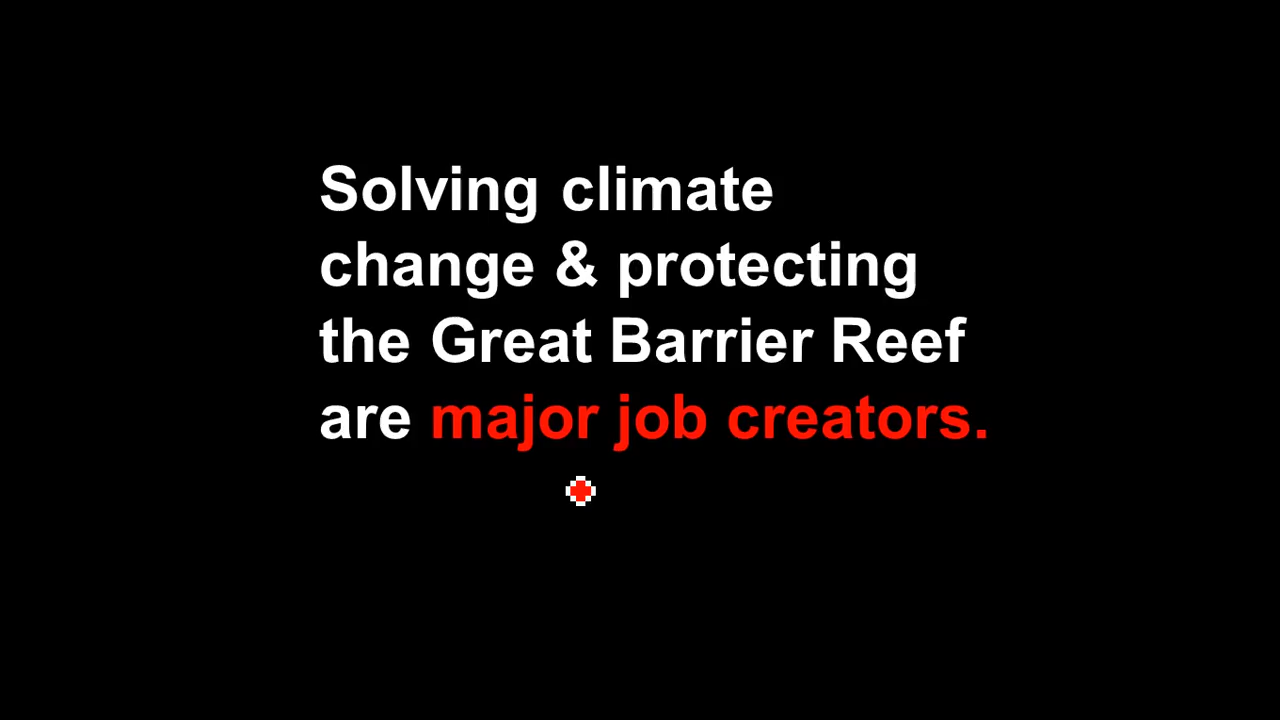 Solving climate
change & protecting
the Great Barrier Reef
are major job creators.